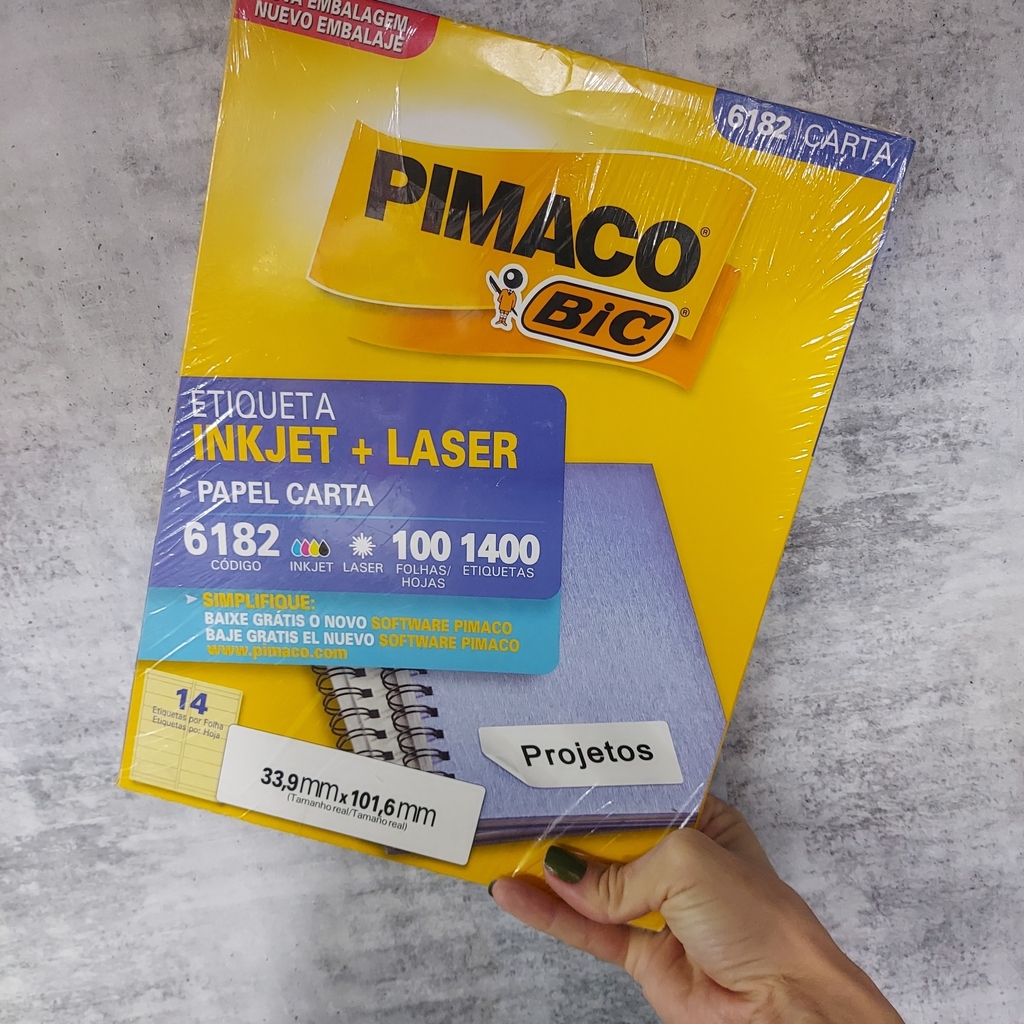 EMBALAGEM
NUEVO EMBALAJE
6182 | CARTA
PIMACO®
BIC®
ETIQUETA
INKJET + LASER
PAPEL CARTA
6182 100 1400
CÓDIGO INKJET LASER FOLHAS/ ETIQUETAS
HOJAS
SIMPLIFIQUE:
BAIXE GRÁTIS O NOVO SOFTWARE PIMACO
BAJE GRATIS EL NUEVO SOFTWARE PIMACO
www.pimaco.com
14
Etiquetas por Folha
Etiquetas por Hoja
Projetos
33,9mm x 101,6mm
(Tamanho real/Tamaño real)